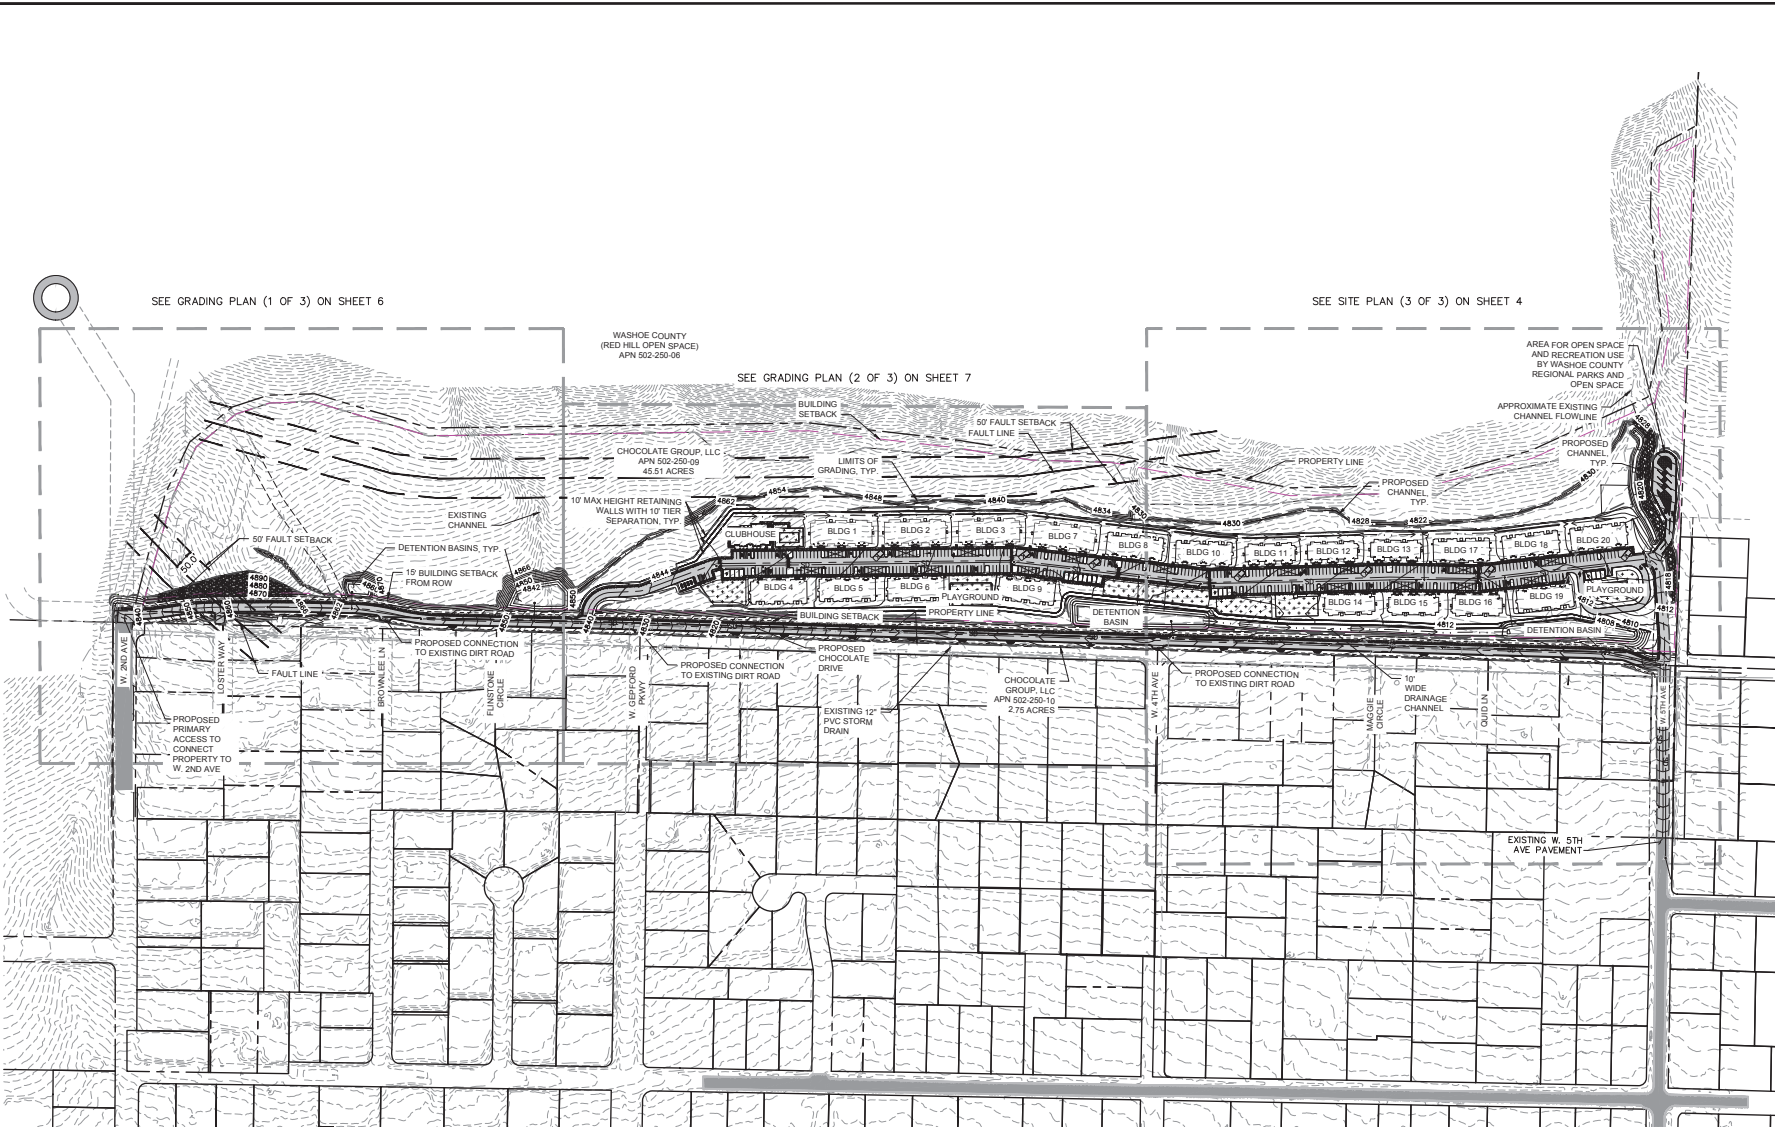 SEE GRADING PLAN (1 OF 3) ON SHEET 6
SEE SITE PLAN (3 OF 3) ON SHEET 4
WASHOE COUNTY
(RED HILL OPEN SPACE)
APN 502-250-06
SEE GRADING PLAN (2 OF 3) ON SHEET 7
AREA FOR OPEN SPACE
AND RECREATION USE
BY WASHOE COUNTY
REGIONAL PARKS AND
OPEN SPACE
APPROXIMATE EXISTING
CHANNEL FLOWLINE
4828
BUILDING
SETBACK
50' FAULT SETBACK
FAULT LINE
CHOCOLATE GROUP, LLC
APN 502-250-09
45.51 ACRES
LIMITS OF
GRADING, TYP.
PROPERTY LINE
PROPOSED
CHANNEL,
TYP.
PROPOSED
CHANNEL,
TYP.
4830
4820
10' MAX HEIGHT RETAINING
WALLS WITH 10' TIER
SEPARATION, TYP.
4862
4854
4848
4840
4834
4830
4830
4828
4822
EXISTING
CHANNEL
50' FAULT SETBACK
50.0'
DETENTION BASINS, TYP.
15' BUILDING SETBACK
FROM ROW
CLUBHOUSE
BLDG 1
BLDG 2
BLDG 3
BLDG 7
BLDG 8
BLDG 10
BLDG 11
BLDG 12
BLDG 13
BLDG 17
BLDG 18
BLDG 20
4890
4880
4870
4866
4850
4842
4850
4844
BLDG 4
BLDG 5
BLDG 6
PLAYGROUND
BLDG 9
BLDG 14
BLDG 15
BLDG 16
BLDG 19
PLAYGROUND
4818
4812
4812
4840
4840
4830
4820
BUILDING SETBACK
PROPERTY LINE
DETENTION
BASIN
4812
4808
4810
DETENTION BASIN
W. 2ND AVE
LOSTER WAY
FAULT LINE
BROWNLEE LN
PROPOSED CONNECTION
TO EXISTING DIRT ROAD
FLINSTONE
CIRCLE
W. GEPFORD
PKWY
PROPOSED CONNECTION
TO EXISTING DIRT ROAD
PROPOSED
CHOCOLATE
DRIVE
EXISTING 12"
PVC STORM
DRAIN
CHOCOLATE
GROUP, LLC
APN 502-250-10
2.75 ACRES
W. 4TH AVE
PROPOSED CONNECTION
TO EXISTING DIRT ROAD
MAGGIE
CIRCLE
10'
WIDE
DRAINAGE
CHANNEL
QUID LN
W. 5TH AVE
PROPOSED
PRIMARY
ACCESS TO
CONNECT
PROPERTY TO
W. 2ND AVE
EXISTING W. 5TH
AVE PAVEMENT